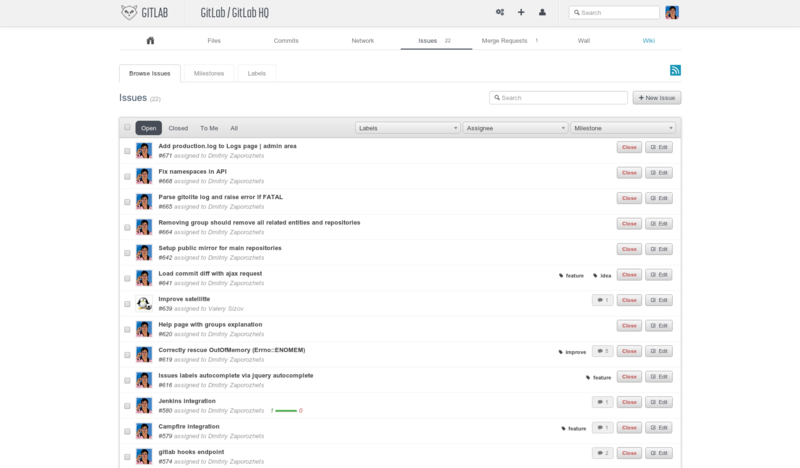 GITLAB GitLab / GitLab HQ Search
Files Commits Network Issues 22 Merge Requests 1 Wall Wiki
Browse Issues Milestones Labels
Issues (22) Search + New Issue
Open Closed To Me All Labels Assignee Milestone
Add production.log to Logs page | admin area Close Edit
#671 assigned to Dmitriy Zaporozhets
Fix namespaces in API Close Edit
#668 assigned to Dmitriy Zaporozhets
Parse gitolite log and raise error if FATAL Close Edit
#665 assigned to Dmitriy Zaporozhets
Removing group should remove all related entities and repositories Close Edit
#664 assigned to Dmitriy Zaporozhets
Setup public mirror for main repositories Close Edit
#642 assigned to Dmitriy Zaporozhets
Load commit diff with ajax request feature idea Close Edit
#641 assigned to Dmitriy Zaporozhets
Improve satellite 1 Close Edit
#639 assigned to Valery Sizov
Help page with groups explanation Close Edit
#620 assigned to Dmitriy Zaporozhets
Correctly rescue OutOfMemory (Errno::ENOMEM) improve 5 Close Edit
#619 assigned to Dmitriy Zaporozhets
Issues labels autocomplete via jquery autocomplete feature Close Edit
#616 assigned to Dmitriy Zaporozhets
Jenkins integration 1 Close Edit
#580 assigned to Dmitriy Zaporozhets 1 0
Campfire integration feature 1 Close Edit
#579 assigned to Dmitriy Zaporozhets
gitlab hooks endpoint 2 Close Edit
#574 assigned to Dmitriy Zaporozhets